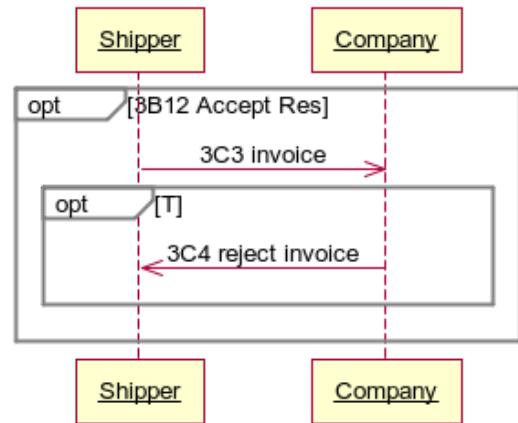 Shipper
Company
opt
[3B12 Accept Res]
3C3 invoice
opt
[T]
3C4 reject invoice
Shipper
Company